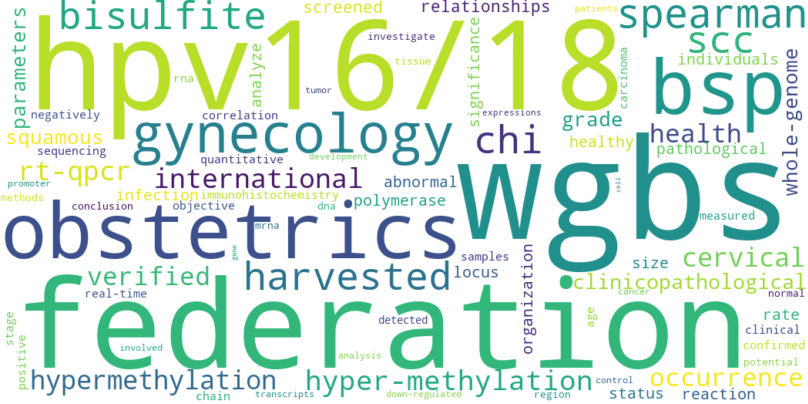 bisulfite
screened
relationships
patients
spearman
parameters
hpv16/18
investigate
tissue
rna
tumor
analyze
significance
carcinoma
scc
individuals
bsp
whole-genome
negatively
correlation
expressions
grade
health
squamous
sequencing
gynecology
chi
healthy
pathological
quantitative
development
rt-qpcr
international
abnormal
wgbs
cell
promoter
methods
infection
immunohistochemistry
conclusion
objective
dna
polymerase
measured
obstetrics
mrna
gene
samples
organization
size
cervical
verified
harvested
locus
clinicopathological
real-time
federation
normal
detected
age
cancer
rate
clinical
stage
positive
involved
analysis
confirmed
potential
hypermethylation
hyper-methylation
control
occurrence
chain
transcripts
down-regulated
region
status
reaction